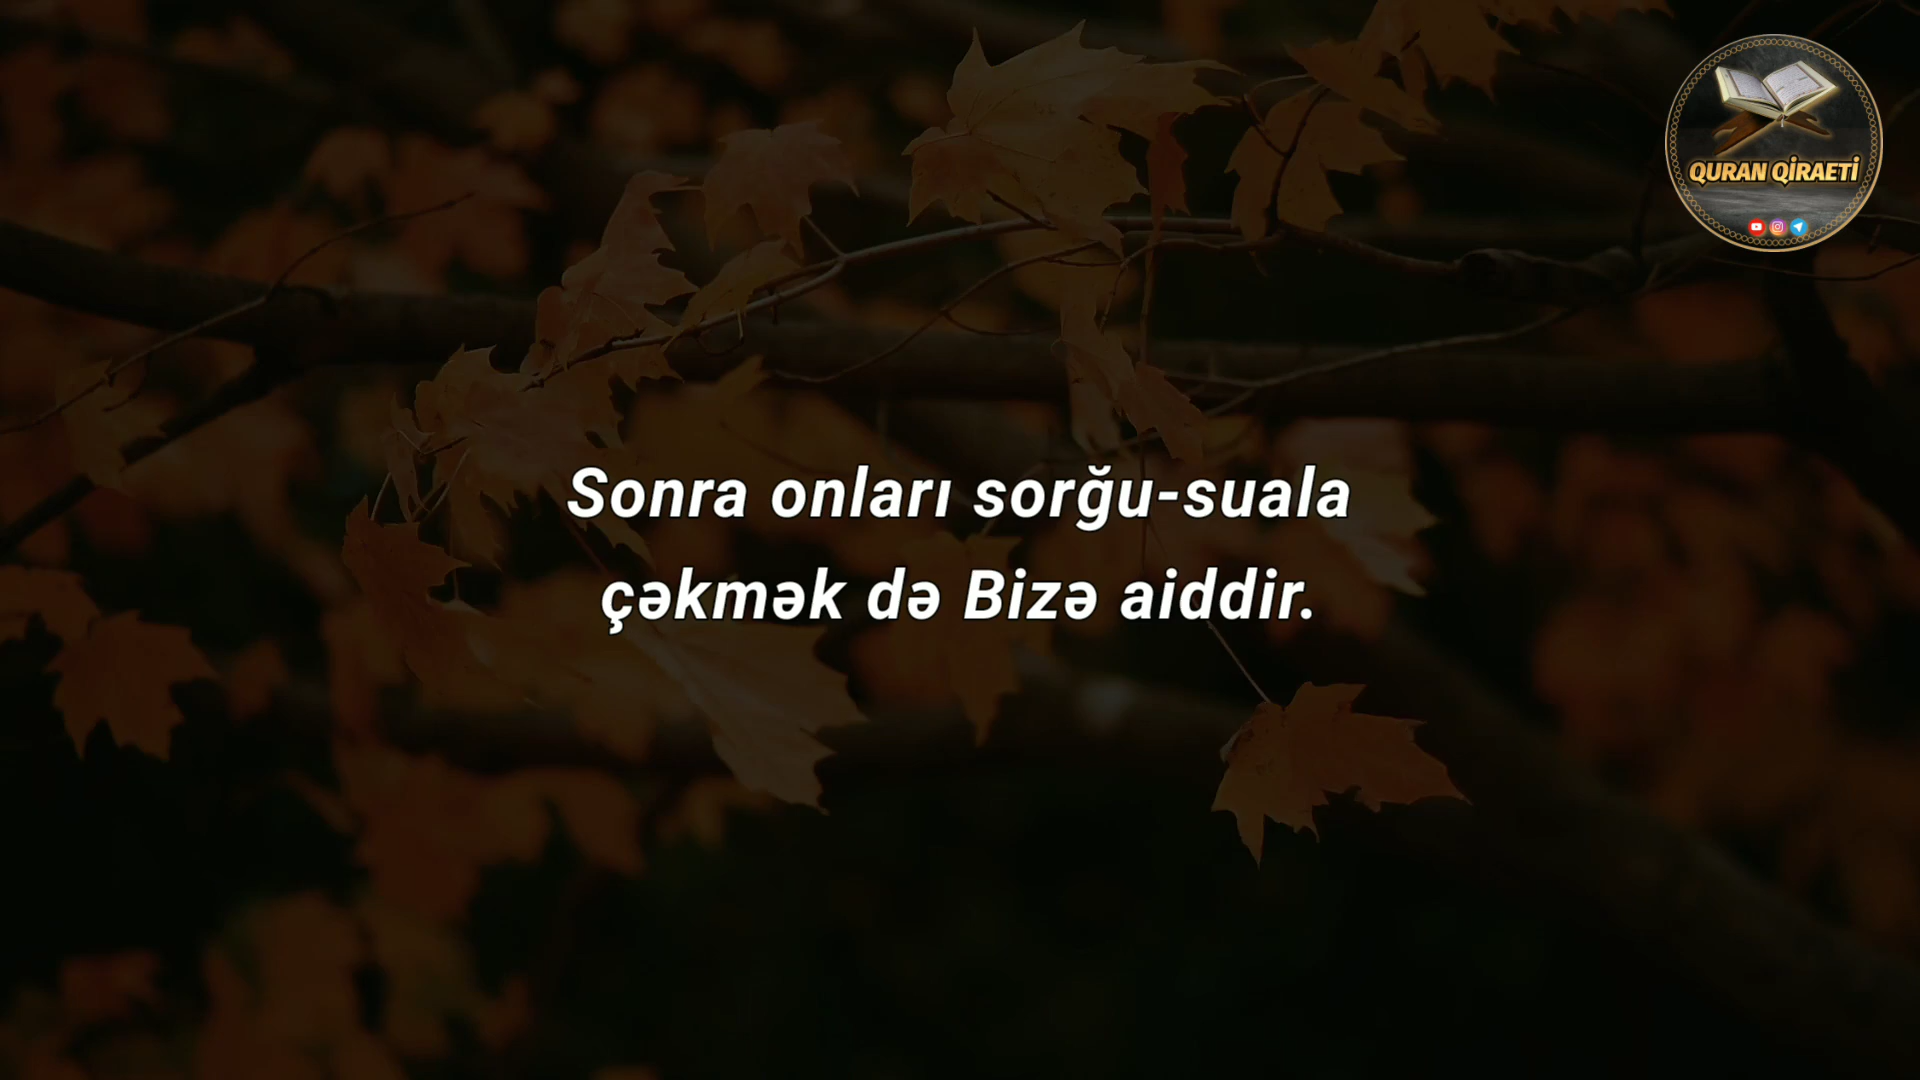 QURAN QİRAETİ
Sonra onları sorğu-suala
çəkmək də Bizə aiddir.